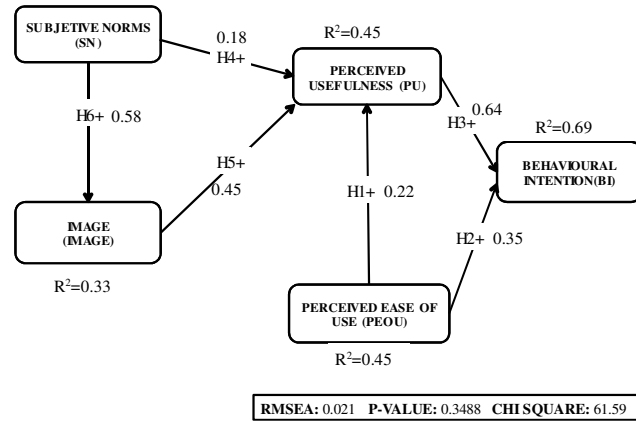 SUBJETIVE NORMS
(SN)
0.18
H4+
R²=0.45
PERCEIVED
USEFULNESS (PU)
H6+ 0.58
H5+
0.45
H3+ 0.64
R²=0.69
BEHAVIOURAL
INTENTION(BI)
H1+ 0.22
H2+ 0.35
IMAGE
(IMAGE)
R²=0.33
PERCEIVED EASE OF
USE (PEOU)
R²=0.45
RMSEA: 0.021 P-VALUE: 0.3488 CHI SQUARE: 61.59